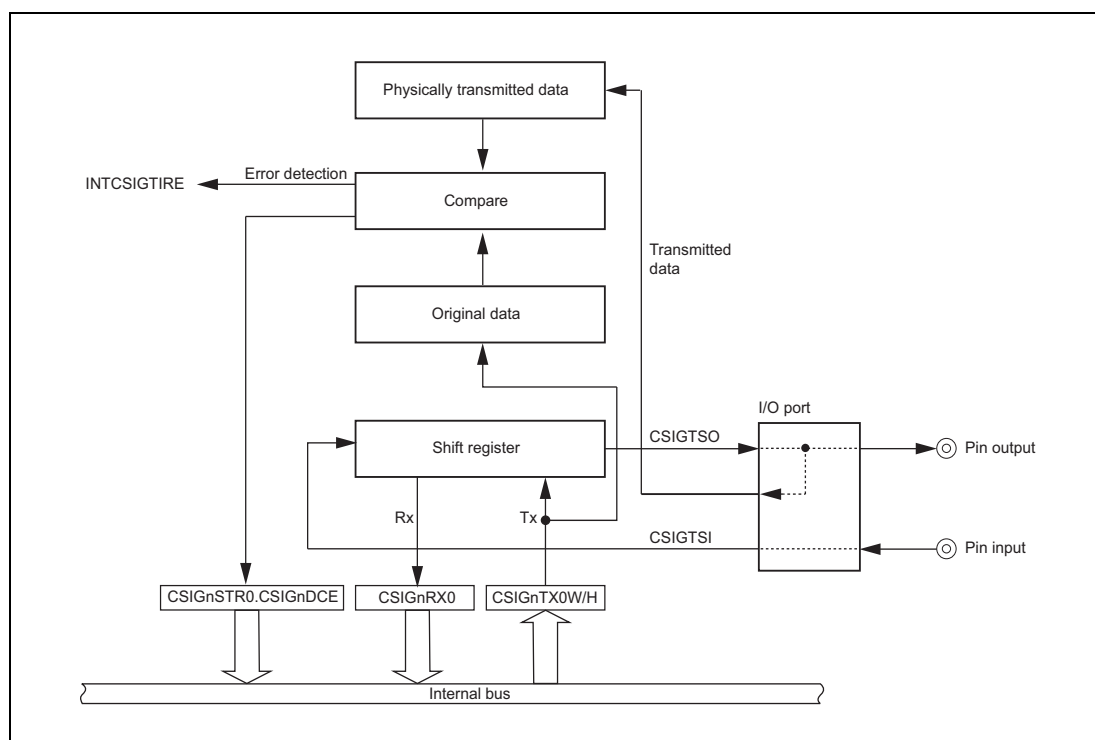 Physically transmitted data
INTCSIGTIRE
Error detection
Compare
Transmitted
data
Original data
I/O port
Shift register
CSIGTSO
Pin output
Rx
Tx
CSIGTSI
Pin input
CSIGnSTR0.CSIGnDCE
CSIGnRX0
CSIGnTX0W/H
Internal bus